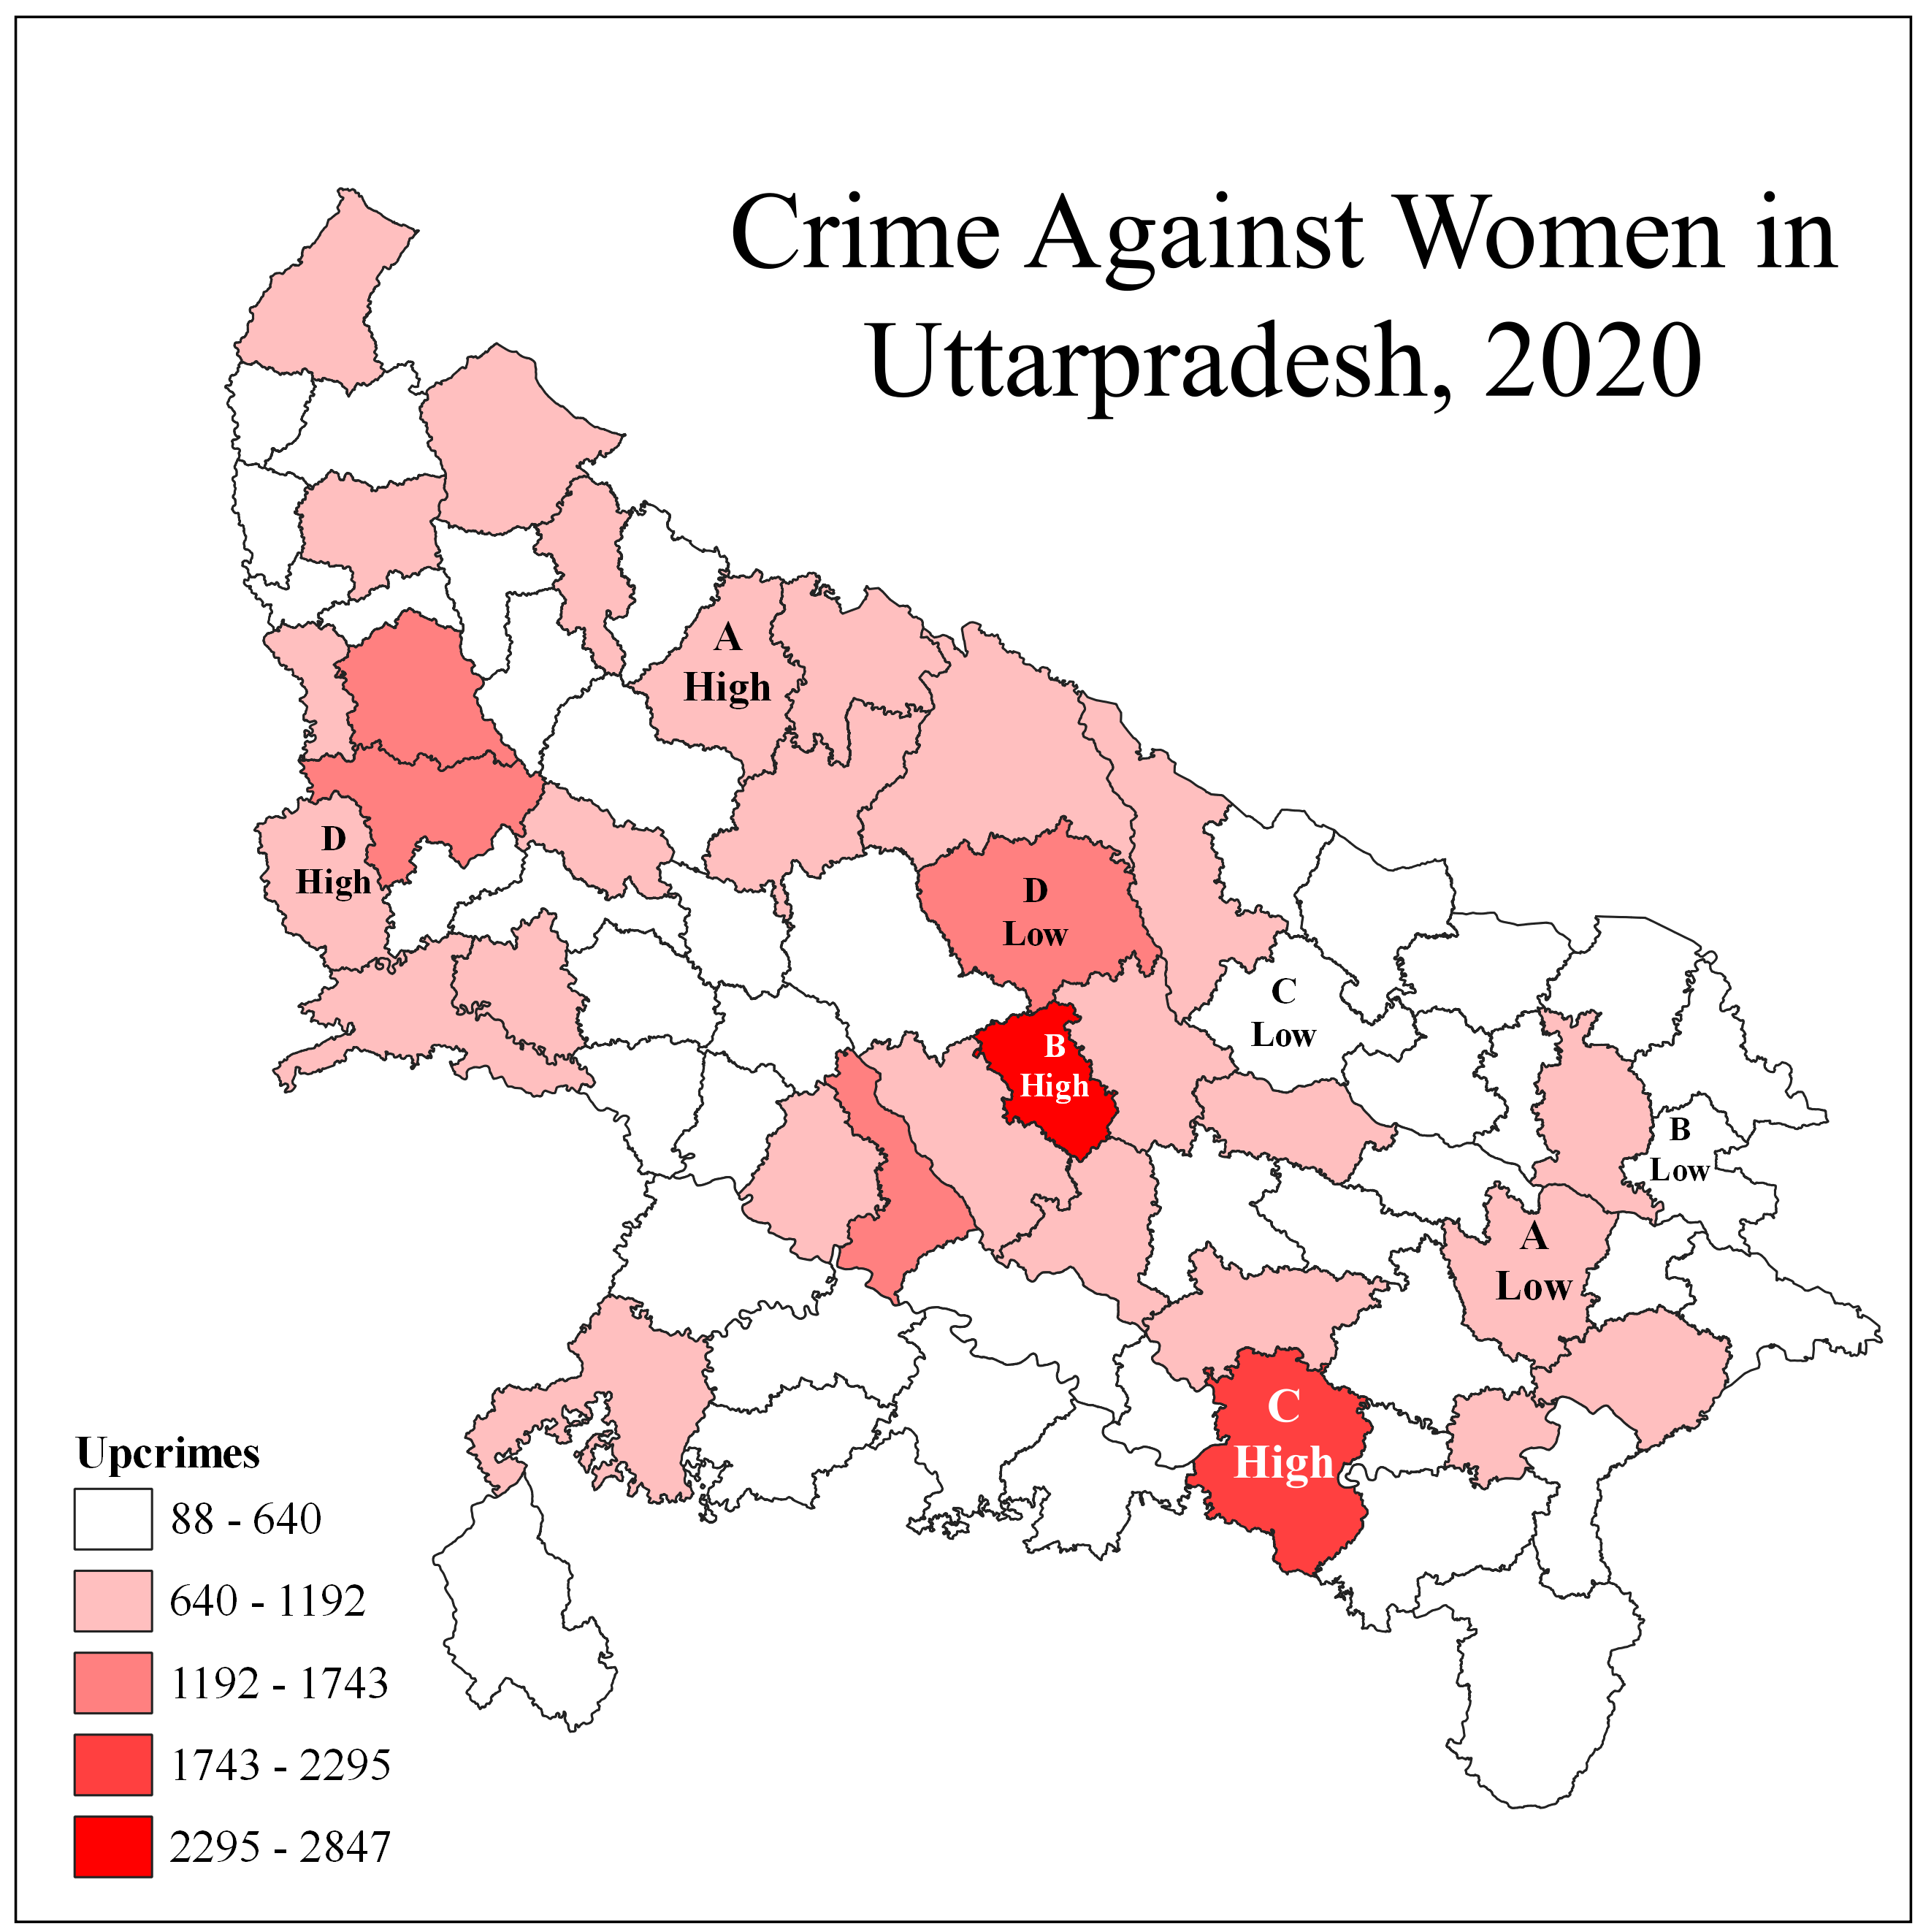 Crime Against Women in
Uttarpradesh, 2020
A
High
D
High
D
Low
C
Low
B
High
B
Low
A
Low
C
High
Upcrimes
88 - 640
640 - 1192
1192 - 1743
1743 - 2295
2295 - 2847